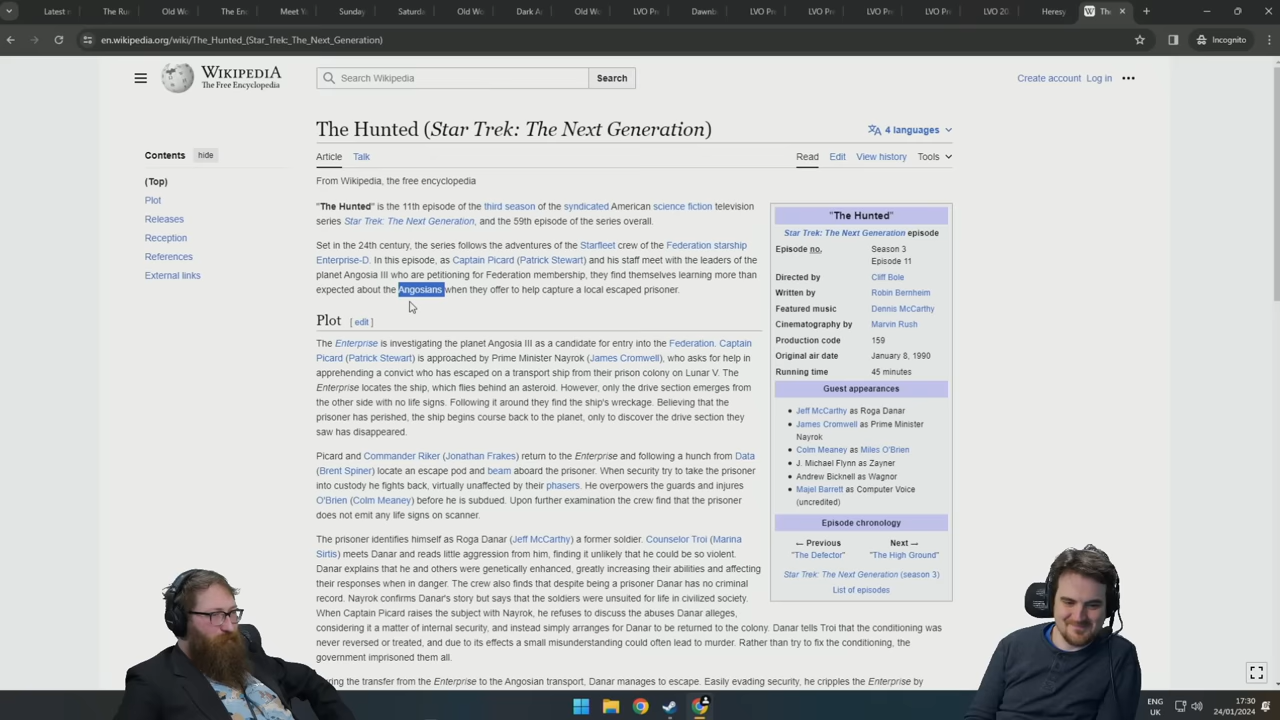 Latest
The Ru
Old Wo
The En
Meet Y
Sunday
Saturda
Old Wo
Dark A
Old Wo
LVO Pr
Dawnb
LVO Pr
The Ru
LVO Pr
LVO Pr
LVO 20
Heresy
The
en.wikipedia.org/wiki/The_Hunted_(Star_Trek:_The_Next_Generation)
Incognito
WIKIPEDIA
The Free Encyclopedia
Search Wikipedia
Search
Create account Log in
The Hunted (Star Trek: The Next Generation)
4 languages
Contents hide
Article Talk
Read Edit View history Tools
(Top)
Plot
Releases
Reception
References
External links
From Wikipedia, the free encyclopedia
"The Hunted" is the 11th episode of the third season of the syndicated American science fiction television
series Star Trek: The Next Generation, and the 59th episode of the series overall.
Set in the 24th century, the series follows the adventures of the Starfleet crew of the Federation starship
Enterprise-D. In this episode, as Captain Picard (Patrick Stewart) and his staff meet with the leaders of the
planet Angosia III who are petitioning for Federation membership, they find themselves learning more than
expected about the Angosians when they offer to help capture a local escaped prisoner.
Plot [ edit ]
The Enterprise is investigating the planet Angosia III as a candidate for entry into the Federation. Captain
Picard (Patrick Stewart) is approached by Prime Minister Nayrok (James Cromwell), who asks for help in
apprehending a convict who has escaped on a transport ship from their prison colony on Lunar V. The
Enterprise locates the ship, which flies behind an asteroid. However, only the drive section emerges from
the other side with no life signs. Following it around they find the ship's wreckage. Believing that the
prisoner has perished, the ship begins course back to the planet, only to discover the drive section they
saw has disappeared.
Picard and Commander Riker (Jonathan Frakes) return to the Enterprise and following a hunch from Data
(Brent Spiner) locate an escape pod and beam aboard the prisoner. When security try to take the prisoner
into custody he fights back, virtually unaffected by their phasers. He overpowers the guards and injures
O'Brien (Colm Meaney) before he is subdued. Upon further examination the crew find that the prisoner
does not emit any life signs on scanner.
The prisoner identifies himself as Roga Danar (Jeff McCarthy) a former soldier. Counselor Troi (Marina
Sirtis) meets Danar and reads little aggression from him, finding it unlikely that he could be so violent.
Danar explains that he and others were genetically enhanced, greatly increasing their abilities and affecting
their responses when in danger. The crew also finds that despite being a prisoner Danar has no criminal
record. Nayrok confirms Danar's story but says that the soldiers were unsuited for life in civilized society.
When Captain Picard raises the subject with Nayrok, he refuses to discuss the abuses Danar alleges,
considering it a matter of internal security, and instead simply arranges for Danar to be returned to the colony. Danar tells Troi that the conditioning was
never reversed or treated, and due to its effects a small misunderstanding could often lead to murder. Rather than try to fix the conditioning, the
government imprisoned them all.
the transfer from the Enterprise to the Angosian transport, Danar manages to escape. Easily evading security, he cripples the Enterprise by
"The Hunted"
Star Trek: The Next Generation episode
Episode no. Season 3
Episode 11
Directed by Cliff Bole
Written by Robin Bernheim
Featured music Dennis McCarthy
Cinematography by Marvin Rush
Production code 159
Original air date January 8, 1990
Running time 45 minutes
Guest appearances
Jeff McCarthy as Roga Danar
James Cromwell as Prime Minister
Nayrok
Colm Meaney as Miles O'Brien
J. Michael Flynn as Zayner
Andrew Bicknell as Wagnor
Majel Barrett as Computer Voice
(uncredited)
Episode chronology
← Previous Next →
"The Defector" "The High Ground"
Star Trek: The Next Generation (season 3)
List of episodes
ENG
UK
17:30
24/01/2024